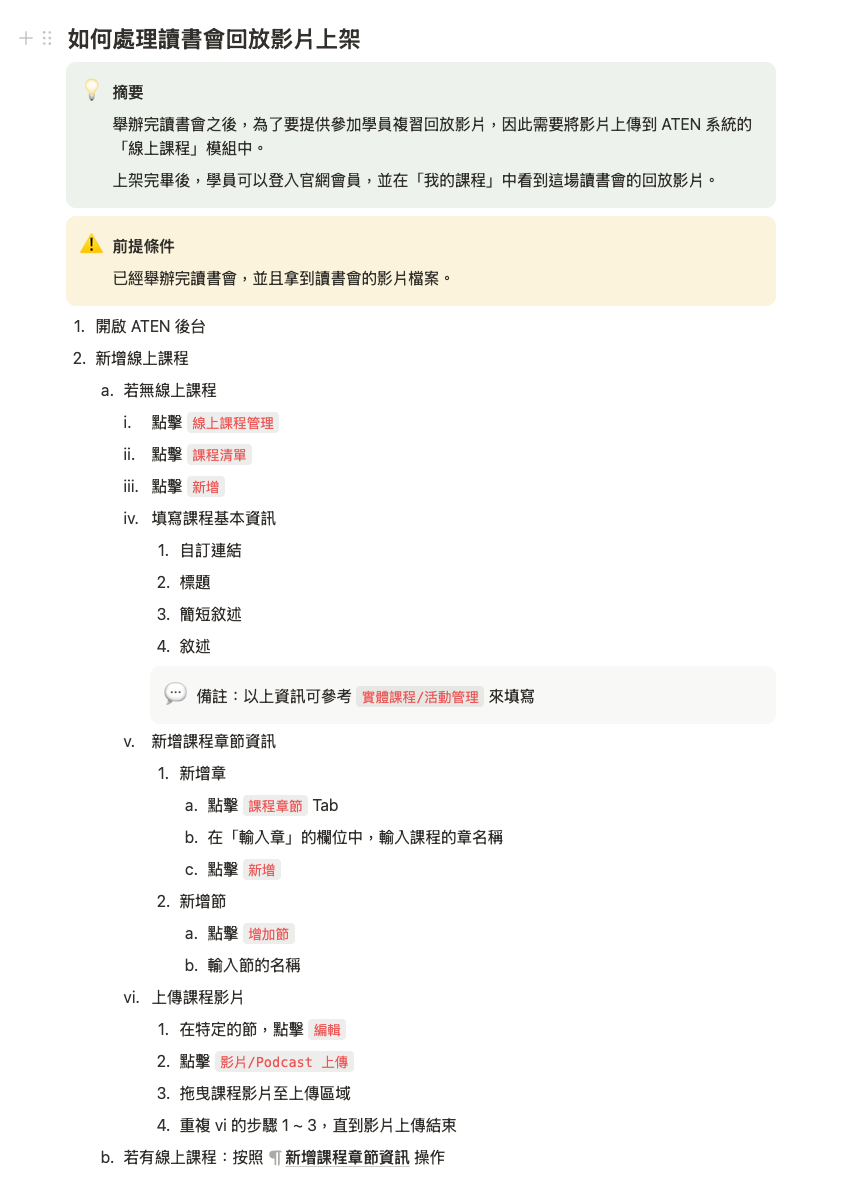 如何處理讀書會回放影片上架
摘要
舉辦完讀書會之後，為了要提供參加學員複習回放影片，因此需要將影片上傳到 ATEN 系統的
「線上課程」模組中。
上架完畢後，學員可以登入官網會員，並在「我的課程」中看到這場讀書會的回放影片。
前提條件
已經舉辦完讀書會，並且拿到讀書會的影片檔案。
1. 開啟 ATEN 後台
2. 新增線上課程
a. 若無線上課程
i. 點擊 線上課程管理
ii. 點擊 課程清單
iii. 點擊 新增
iv. 填寫課程基本資訊
1. 自訂連結
2. 標題
3. 簡短敘述
4. 敘述
備註：以上資訊可參考 實體課程/活動管理 來填寫
v. 新增課程章節資訊
1. 新增章
a. 點擊 課程章節 Tab
b. 在「輸入章」的欄位中，輸入課程的章名稱
c. 點擊 新增
2. 新增節
a. 點擊 增加節
b. 輸入節的名稱
vi. 上傳課程影片
1. 在特定的節，點擊 編輯
2. 點擊 影片/Podcast 上傳
3. 拖曳課程影片至上傳區域
4. 重複 vi 的步驟 1 ~ 3，直到影片上傳結束
b. 若有線上課程：按照 ¶ 新增課程章節資訊 操作